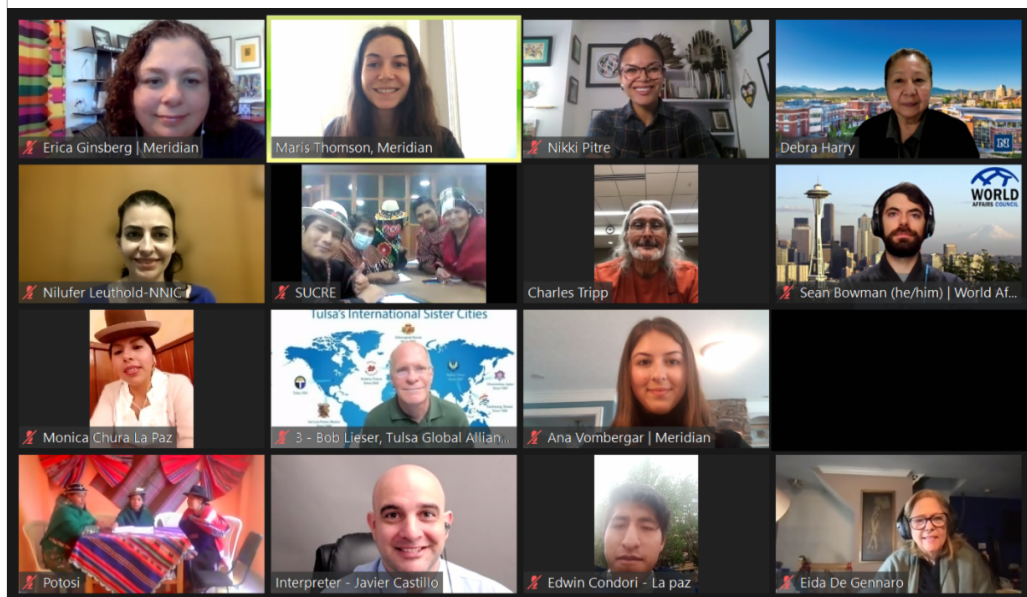 Erica Ginsberg | Meridian
Maris Thomson, Meridian
Nikki Pitre
Debra Harry
N
Nilufer Leuthold-NNIC
SUCRE
Charles Tripp
WORLD
AFFAIRS COUNCIL
Sean Bowman (he/him) | World Af...
Monica Chura La Paz
Tulsa's International Sister Cities
3 - Bob Lieser, Tulsa Global Allian...
Ana Vombergar | Meridian
Potosi
Interpreter - Javier Castillo
Edwin Condori - La paz
Eida De Gennaro